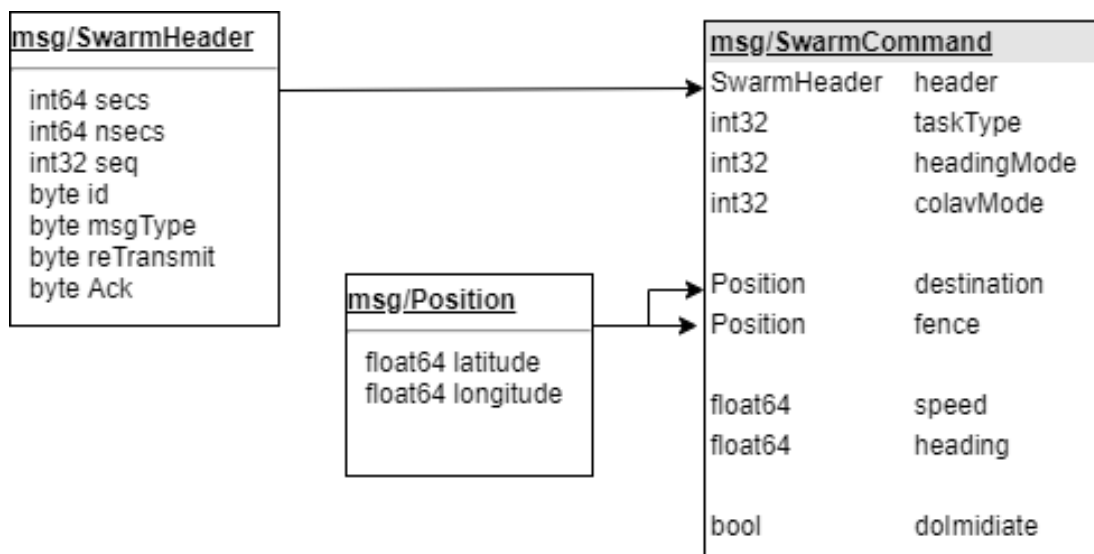 msg/SwarmHeader
int64 secs
int64 nsecs
int32 seq
byte id
byte msgType
byte reTransmit
byte Ack
msg/Position
float64 latitude
float64 longitude
msg/SwarmCommand
SwarmHeader header
int32 taskType
int32 headingMode
int32 colavMode
Position destination
Position fence
float64 speed
float64 heading
bool doImidiate